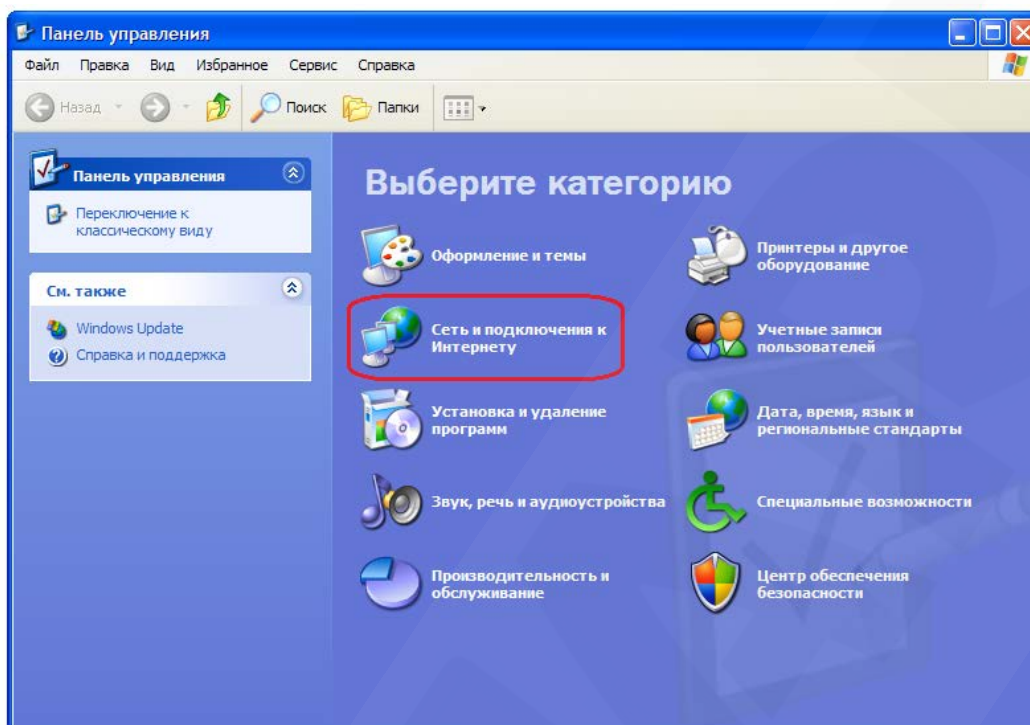 Панель управления
Файл Правка Вид Избранное Сервис Справка
Назад Поиск Папки
Панель управления
Переключение к
классическому виду
См. также
Windows Update
Справка и поддержка
Выберите категорию
Оформление и темы
Принтеры и другое
оборудование
Сеть и подключения к
Интернету
Учетные записи
пользователей
Установка и удаление
программ
Дата, время, язык и
региональные стандарты
Звук, речь и аудиоустройства
Специальные возможности
Производительность и
обслуживание
Центр обеспечения
безопасности